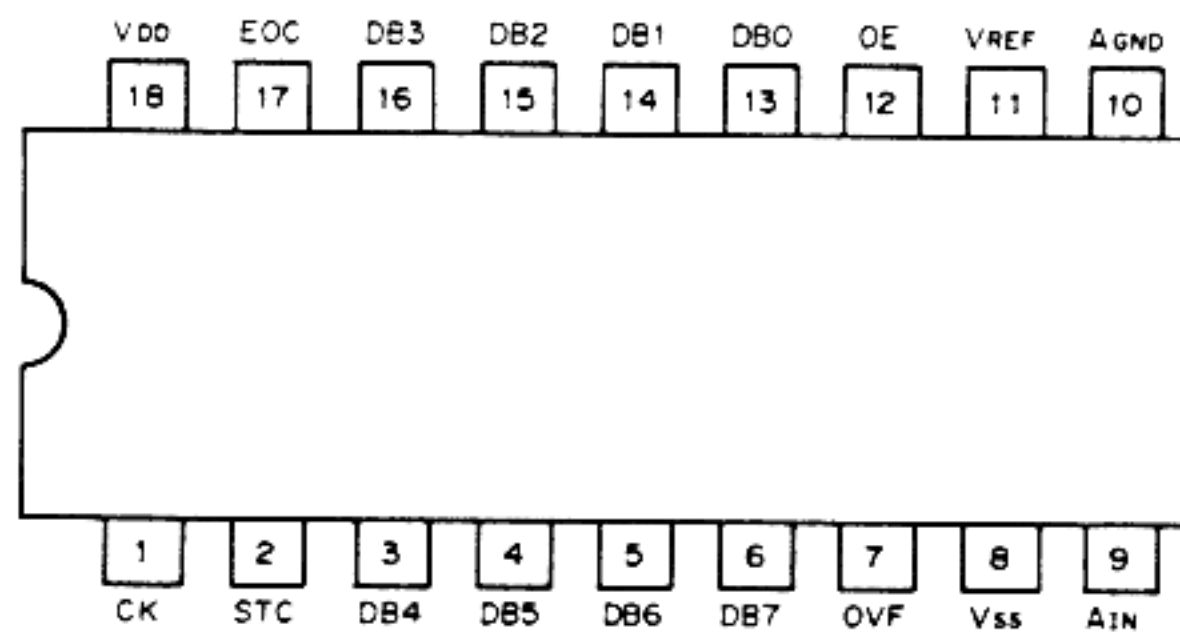 VDD EOC DB3 DB2 DB1 DB0 OE VREF AGND
18 17 16 15 14 13 12 11 10
1 2 3 4 5 6 7 8 9
CK STC DB4 DB5 DB6 DB7 OVF VSS AIN